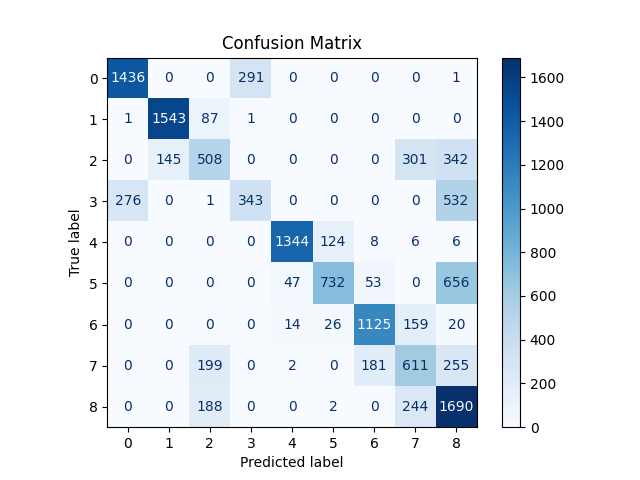 Confusion Matrix
0 1436 0 0 291 0 0 0 0 1
1 1 1543 87 1 0 0 0 0 0
2 0 145 508 0 0 0 0 301 342
3 276 0 1 343 0 0 0 0 532
4 0 0 0 0 1344 124 8 6 6
5 0 0 0 0 47 732 53 0 656
6 0 0 0 0 14 26 1125 159 20
7 0 0 199 0 2 0 181 611 255
8 0 0 188 0 0 2 0 244 1690
0 1 2 3 4 5 6 7 8
Predicted label
True label
1600
1400
1200
1000
800
600
400
200
0